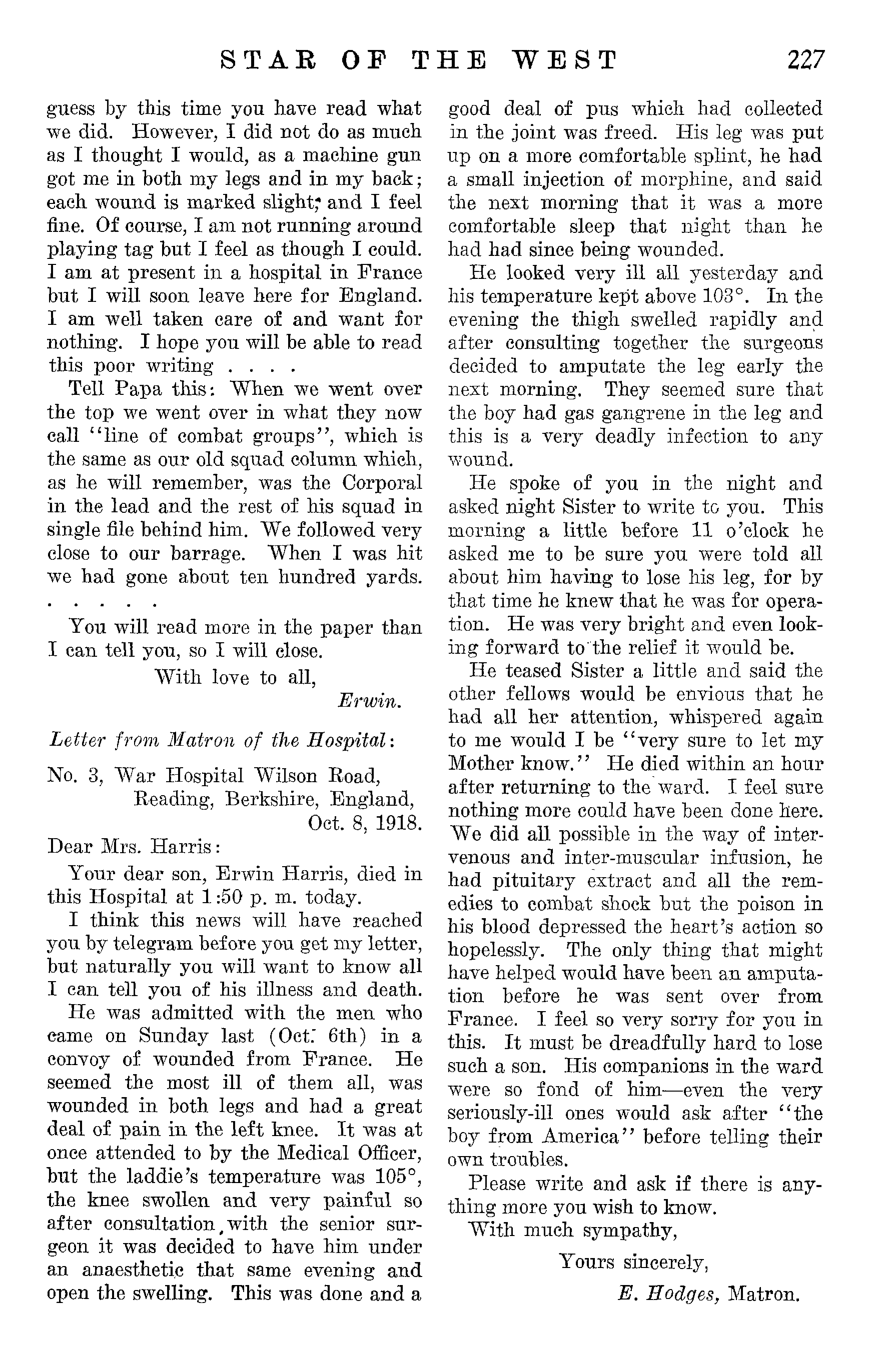 STAR OF THE WEST 227
guess by this time you have read what
we did. However, I did not do as much
as I thought I would, as a machine gun
got me in both my legs and in my back;
each wound is marked slight; and I feel
fine. Of course, I am not running around
playing tag but I feel as though I could.
I am at present in a hospital in France
but I will soon leave here for England.
I am well taken care of and want for
nothing. I hope you will be able to read
this poor writing . . . .
Tell Papa this: When we went over
the top we went over in what they now
call "line of combat groups", which is
the same as our old squad column which,
as he will remember, was the Corporal
in the lead and the rest of his squad in
single file behind him. We followed very
close to our barrage. When I was hit
we had gone about ten hundred yards.
. . . . .
You will read more in the paper than
I can tell you, so I will close.
With love to all,
Erwin.
Letter from Matron of the Hospital:
No. 3, War Hospital Wilson Road,
Reading, Berkshire, England,
Oct. 8, 1918.
Dear Mrs. Harris:
Your dear son, Erwin Harris, died in
this Hospital at 1:50 p. m. today.
I think this news will have reached
you by telegram before you get my letter,
but naturally you will want to know all
I can tell you of his illness and death.
He was admitted with the men who
came on Sunday last (Oct. 6th) in a
convoy of wounded from France. He
seemed the most ill of them all, was
wounded in both legs and had a great
deal of pain in the left knee. It was at
once attended to by the Medical Officer,
but the laddie's temperature was 105°,
the knee swollen and very painful so
after consultation, with the senior sur-
geon it was decided to have him under
an anaesthetic that same evening and
open the swelling. This was done and a
good deal of pus which had collected
in the joint was freed. His leg was put
up on a more comfortable splint, he had
a small injection of morphine, and said
the next morning that it was a more
comfortable sleep that night than he
had had since being wounded.
He looked very ill all yesterday and
his temperature kept above 103°. In the
evening the thigh swelled rapidly and
after consulting together the surgeons
decided to amputate the leg early the
next morning. They seemed sure that
the boy had gas gangrene in the leg and
this is a very deadly infection to any
wound.
He spoke of you in the night and
asked night Sister to write to you. This
morning a little before 11 o'clock he
asked me to be sure you were told all
about him having to lose his leg, for by
that time he knew that he was for opera-
tion. He was very bright and even look-
ing forward to the relief it would be.
He teased Sister a little and said the
other fellows would be envious that he
had all her attention, whispered again
to me would I be "very sure to let my
Mother know." He died within an hour
after returning to the ward. I feel sure
nothing more could have been done here.
We did all possible in the way of inter-
venous and inter-muscular infusion, he
had pituitary extract and all the rem-
edies to combat shock but the poison in
his blood depressed the heart's action so
hopelessly. The only thing that might
have helped would have been an amputa-
tion before he was sent over from
France. I feel so very sorry for you in
this. It must be dreadfully hard to lose
such a son. His companions in the ward
were so fond of him—even the very
seriously-ill ones would ask after "the
boy from America" before telling their
own troubles.
Please write and ask if there is any-
thing more you wish to know.
With much sympathy,
Yours sincerely,
E. Hodges, Matron.